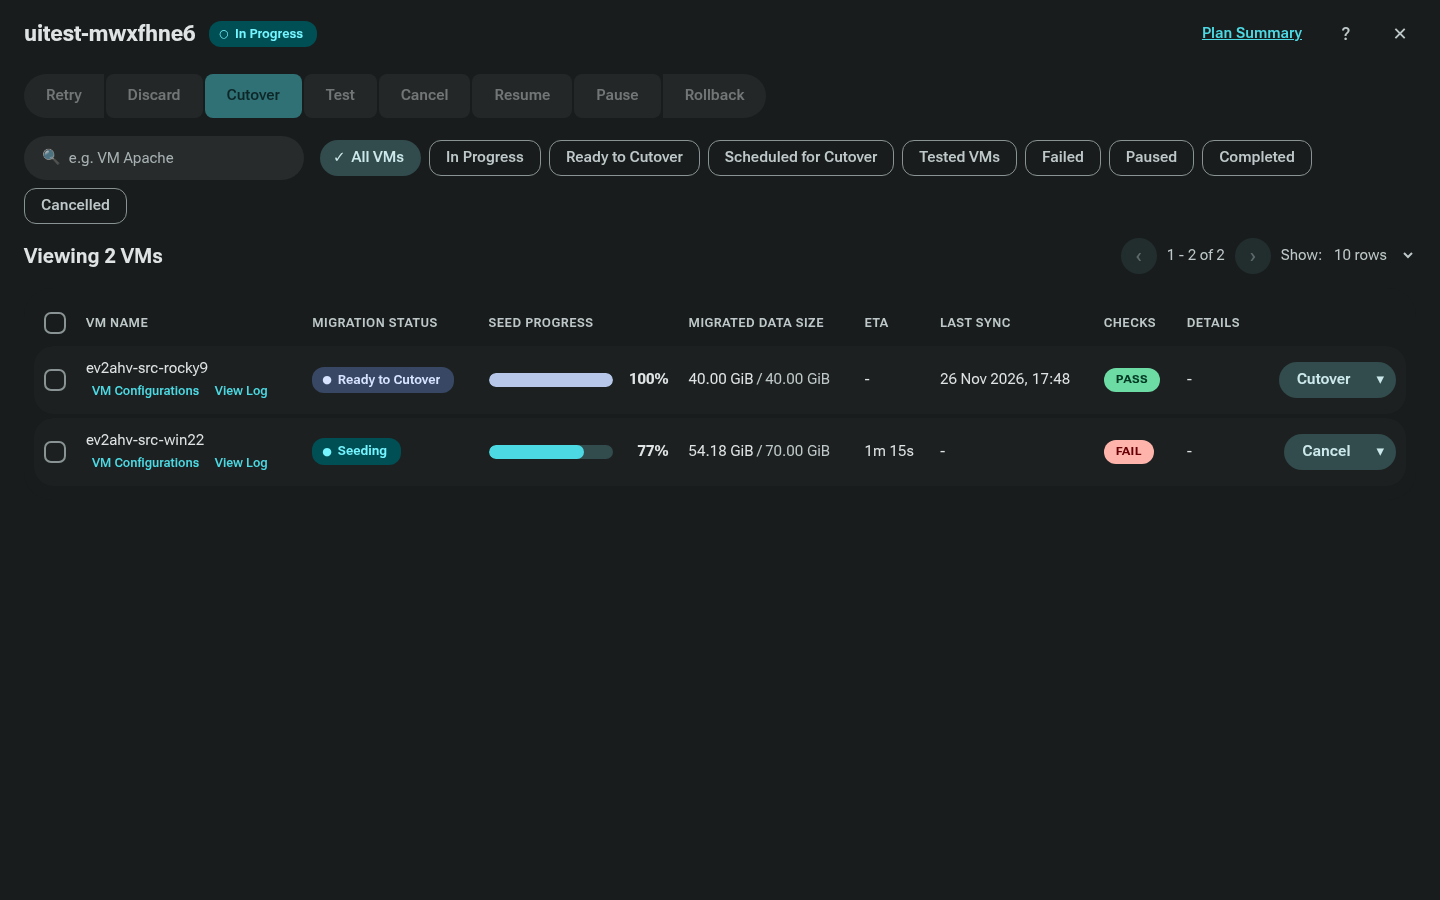 uitest-mwxfhne6 In Progress Plan Summary ? ✕
Retry Discard Cutover Test Cancel Resume Pause Rollback
e.g. VM Apache ✓ All VMs In Progress Ready to Cutover Scheduled for Cutover Tested VMs Failed Paused Completed
Cancelled
Viewing 2 VMs ‹ 1 - 2 of 2 › Show: 10 rows
VM NAME MIGRATION STATUS SEED PROGRESS MIGRATED DATA SIZE ETA LAST SYNC CHECKS DETAILS
ev2ahv-src-rocky9
VM Configurations View Log Ready to Cutover 100% 40.00 GiB / 40.00 GiB - 26 Nov 2026, 17:48 PASS - Cutover ▾
ev2ahv-src-win22
VM Configurations View Log Seeding 77% 54.18 GiB / 70.00 GiB 1m 15s - FAIL - Cancel ▾